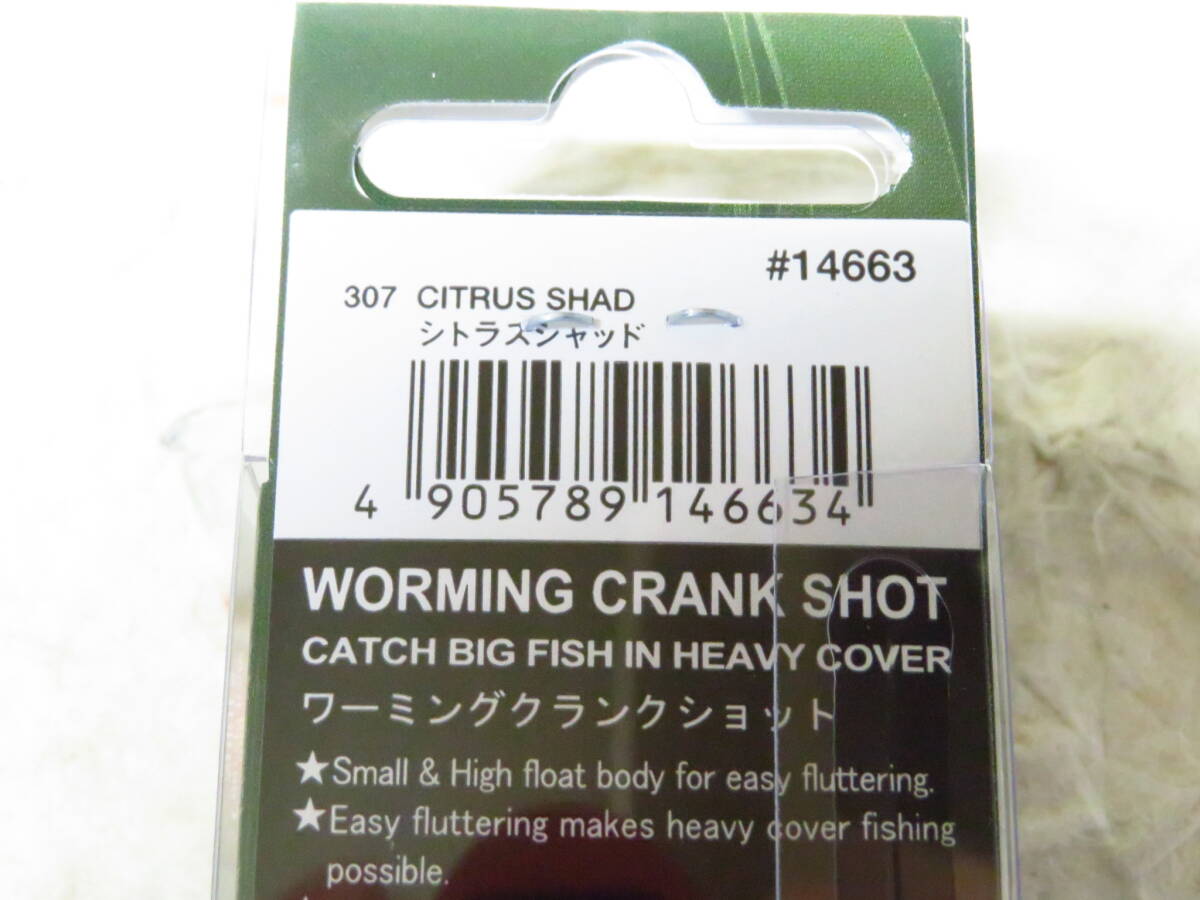 #14663
307 CITRUS SHAD
シトラスシャッド
4 905789 146634
WORMING CRANK SHOT
CATCH BIG FISH IN HEAVY COVER
ワーミングクランクショット
★Small & High float body for easy fluttering.
★Easy fluttering makes heavy cover fishing
possible.